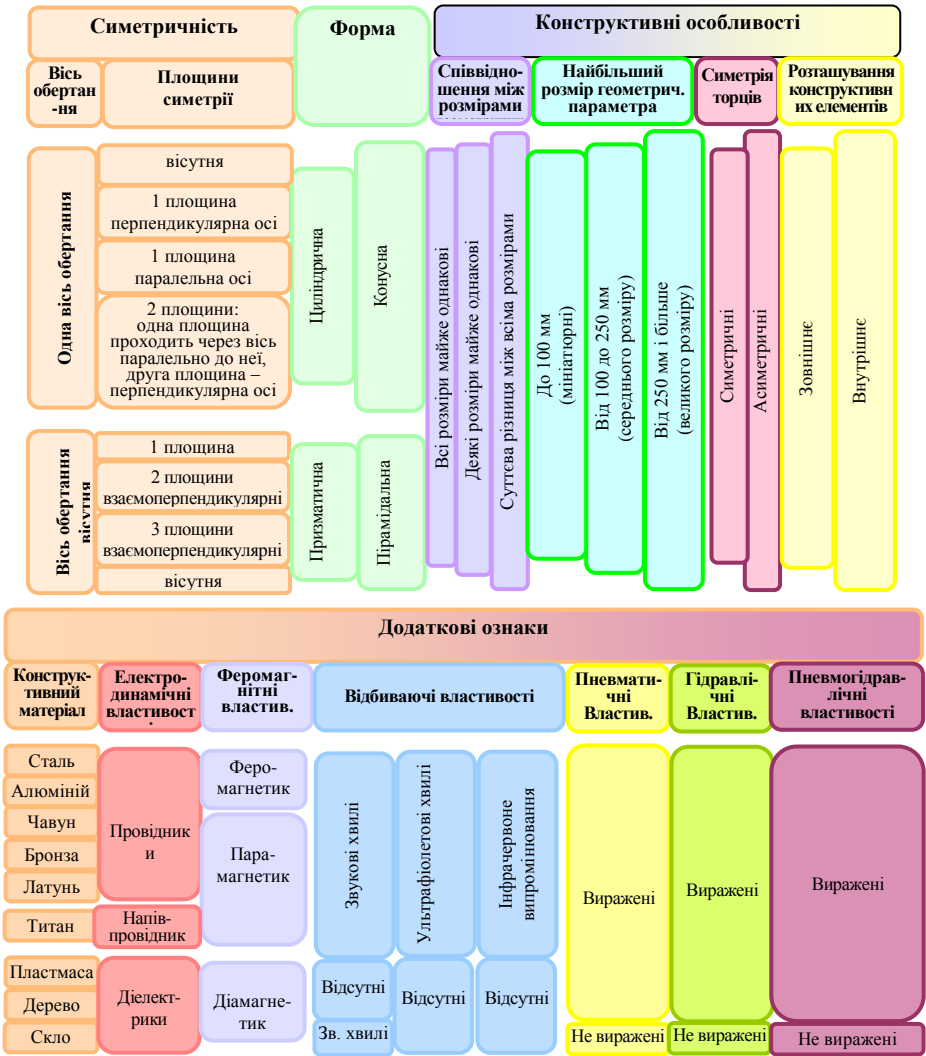 Симетричність
Форма
Конструктивні особливості
Вісь
обертан-
ня
Площини
симетрії
Співвідно-
шення між
розмірами
Найбільший
розмір геометрич.
параметра
Симетрія
торців
Розташування
конструктивн
их елементів
Одна вісь обертання
вісутня
1 площина
перпендикулярна осі
1 площина
паралельна осі
2 площини:
одна площина
проходить через вісь
паралельно до неї,
друга площина –
перпендикулярна осі
Циліндрична
Конусна
Вісь обертання
вісутня
1 площина
2 площини
взаємоперпендикулярні
3 площини
взаємоперпендикулярні
вісутня
Призматична
Пірамідальна
Всі розміри майже однакові
Деякі розміри майже однакові
Суттєва різниця між всіма розмірами
До 100 мм
(мініатюрні)
Від 100 до 250 мм
(середнього розміру)
Від 250 мм і більше
(великого розміру)
Симетричні
Асиметричні
Зовнішнє
Внутрішнє
Додаткові ознаки
Конструк-
тивний
матеріал
Електро-
динамічні
властивост
Феромаг-
нітні
властив.
Відбиваючі властивості
Пневмати-
чні
Властив.
Гідравлі-
чні
Властив.
Пневмогідрав-
лічні
властивості
Сталь
Алюміній
Чавун
Бронза
Латунь
Титан
Пластмаса
Дерево
Скло
Провідник
и
Напів-
провідник
Діелект-
рики
Феро-
магнетик
Пара-
магнетик
Діамагне-
тик
Звукові хвилі
Ультрафіолетові хвилі
Інфрачервоне
випромінювання
Відсутні
Зв. хвилі
Відсутні
Відсутні
Виражені
Не виражені
Виражені
Не виражені
Виражені
Не виражені